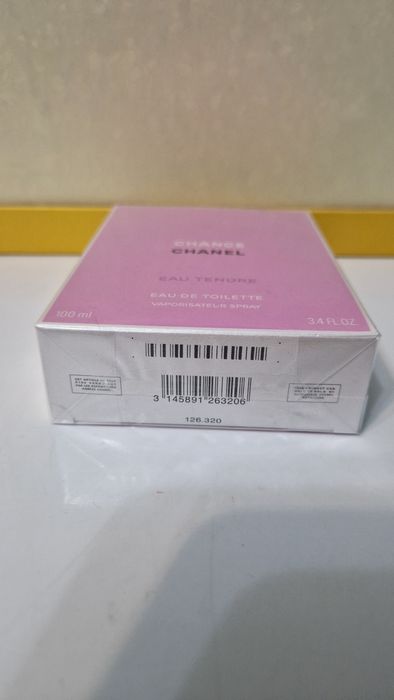 CHANCE
CHANEL
EAU TENDRE
EAU DE TOILETTE
VAPORISATEUR SPRAY
100 ml
3.4 FL.OZ.
3 145891 263206
126.320